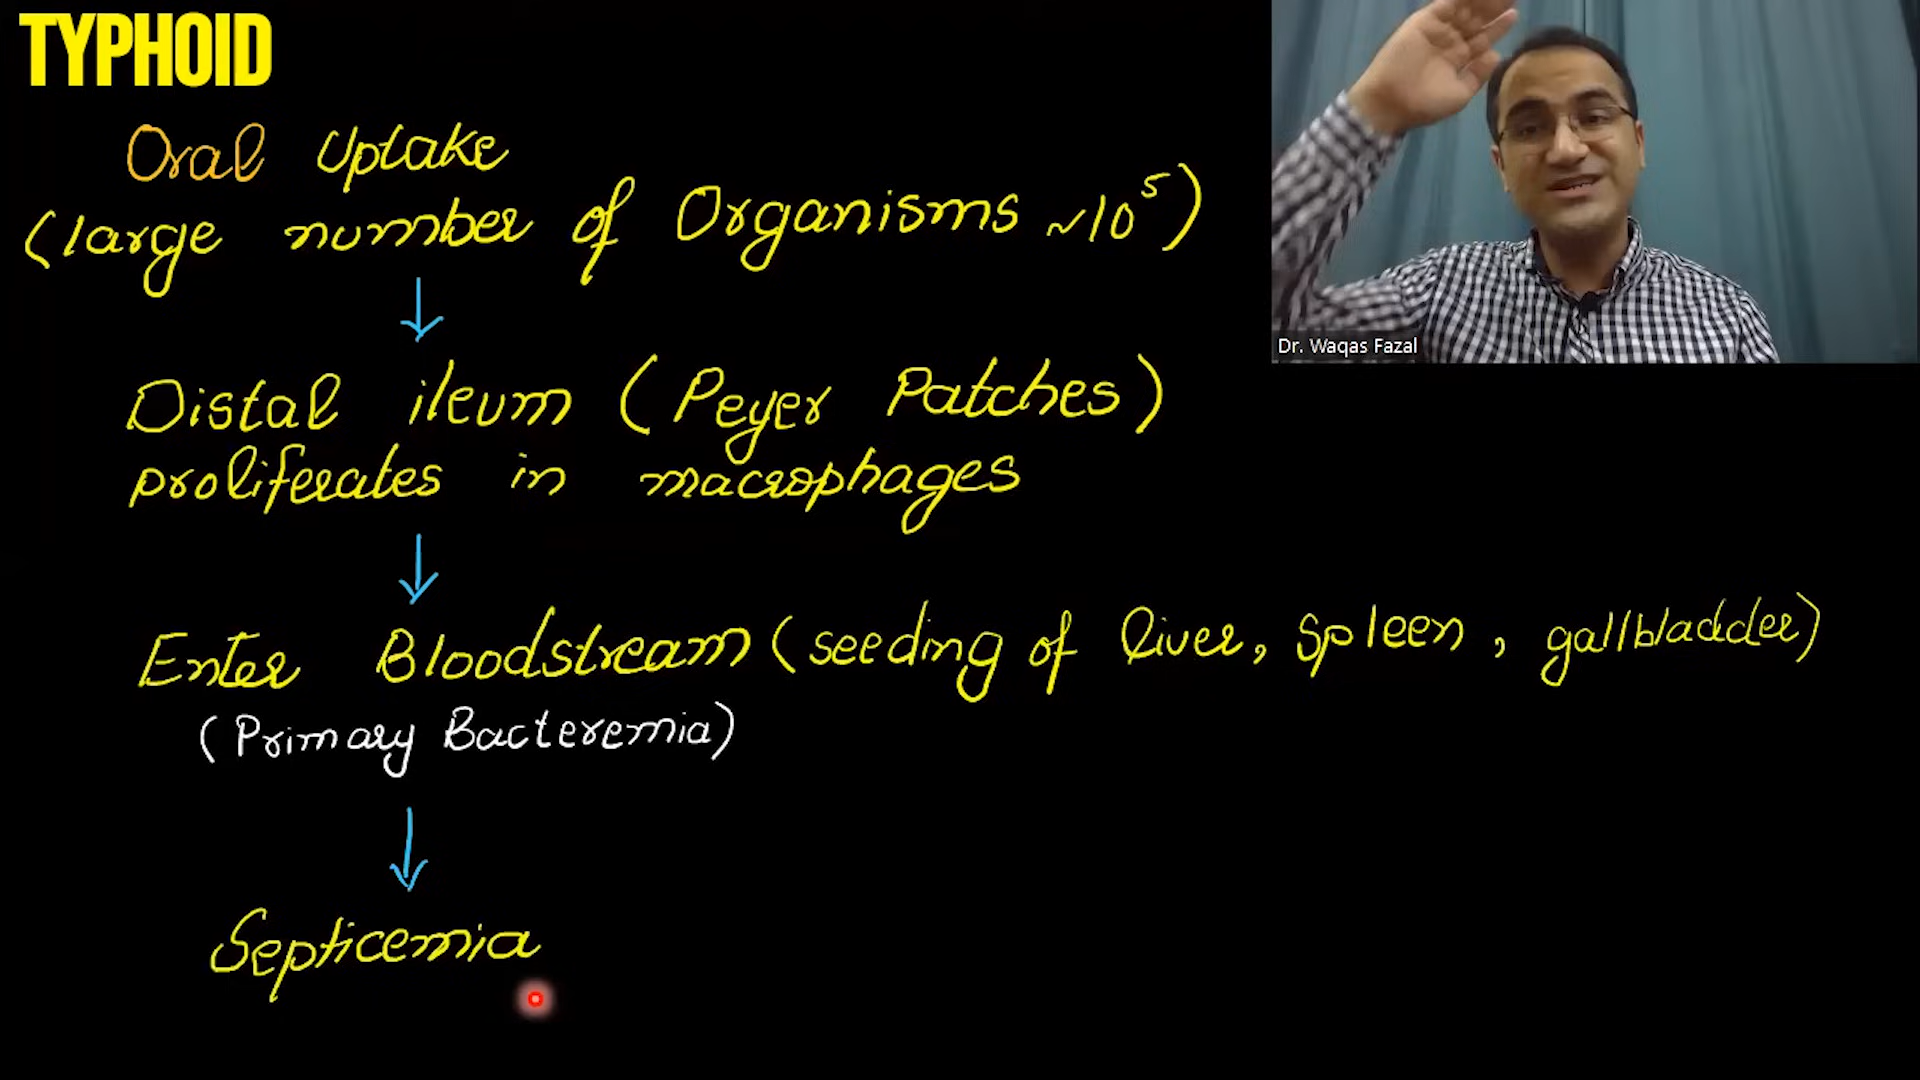 TYPHOID
Oral Uptake
(large number of Organisms ~10⁵)
Dr. Waqas Fazal
Distal ileum (Peyer Patches)
proliferates in macrophages
Enter Bloodstream (seeding of liver, spleen, gallbladder)
(Primary Bacteremia)
Septicemia